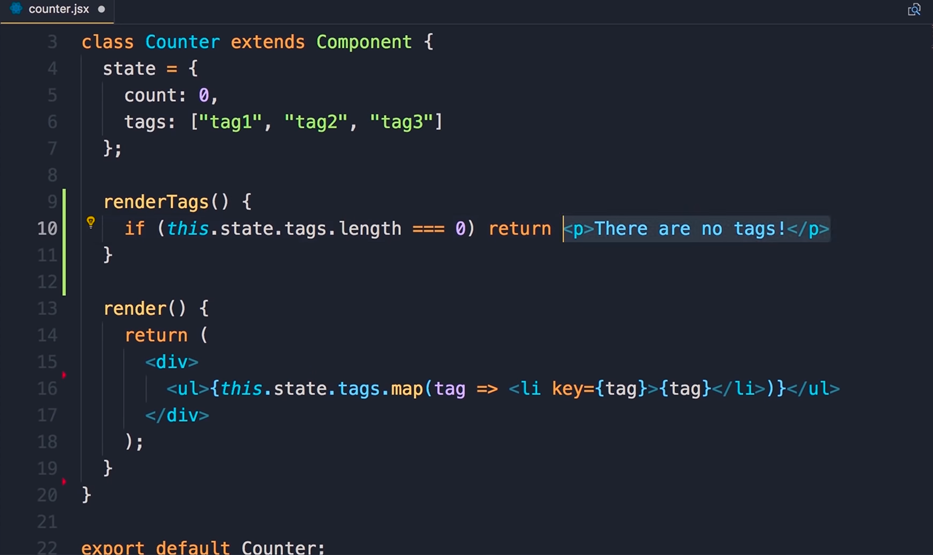 counter.jsx
3 class Counter extends Component {
4 state = {
5 count: 0,
6 tags: ["tag1", "tag2", "tag3"]
7 };
8
9 renderTags() {
10 if (this.state.tags.length === 0) return <p>There are no tags!</p>
11 }
12
13 render() {
14 return (
15 <div>
16 <ul>{this.state.tags.map(tag => <li key={tag}>{tag}</li>)}</ul>
17 </div>
18 );
19 }
20 }
21
22 export default Counter;